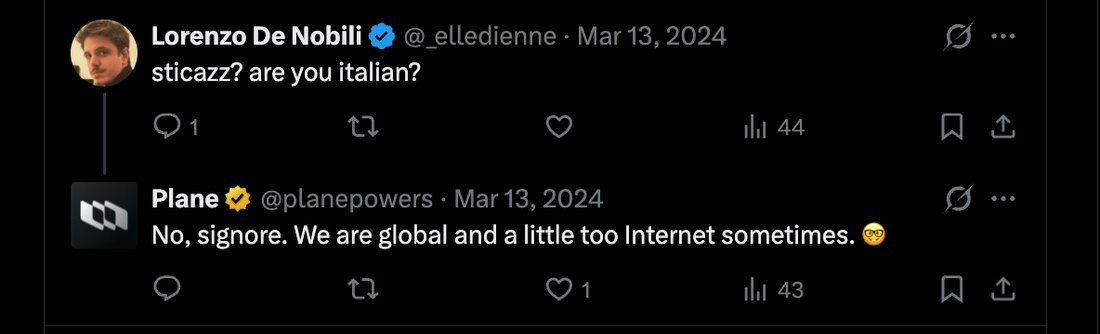 Lorenzo De Nobili @_elledienne · Mar 13, 2024
sticazz? are you italian?
1 44
Plane @planepowers · Mar 13, 2024
No, signore. We are global and a little too Internet sometimes. 🤓
1 43